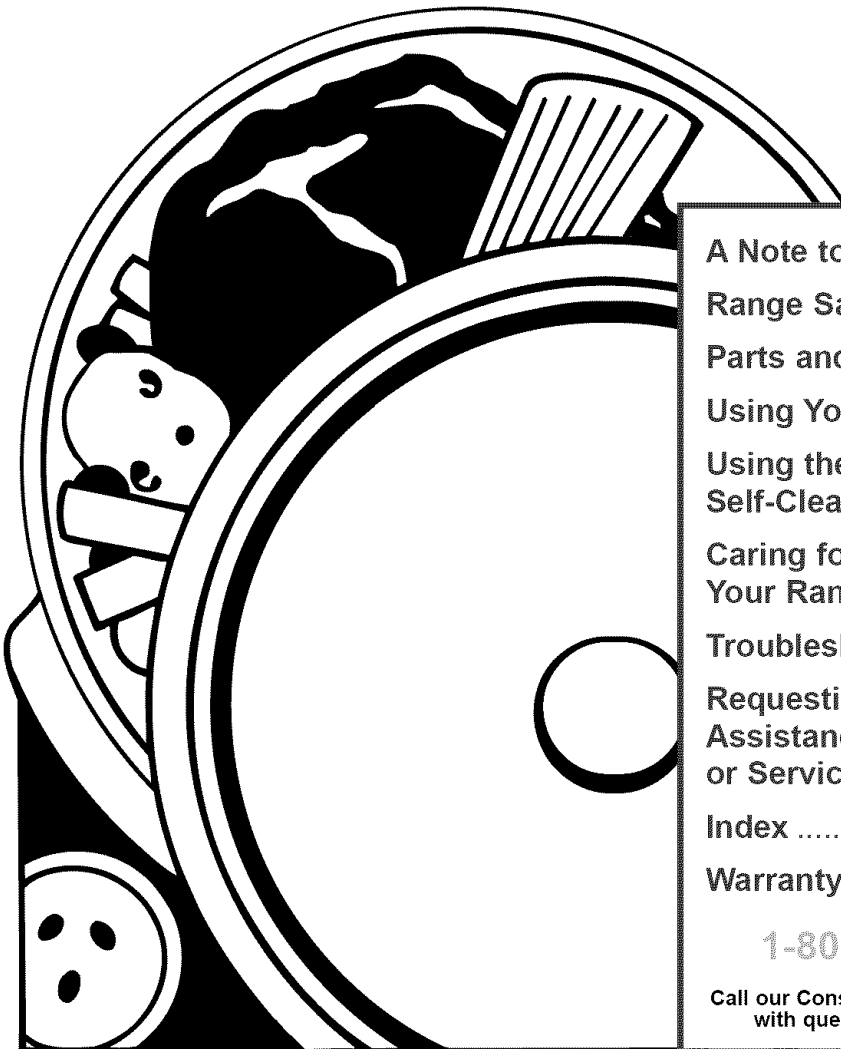 A Note to
Range Sa
Parts and
Using Yo
Using the
Self-Clea
Caring fo
Your Ran
Troubles
Requesti
Assistanc
or Servic
Index .....
Warranty
1-80
Call our Cons
with que